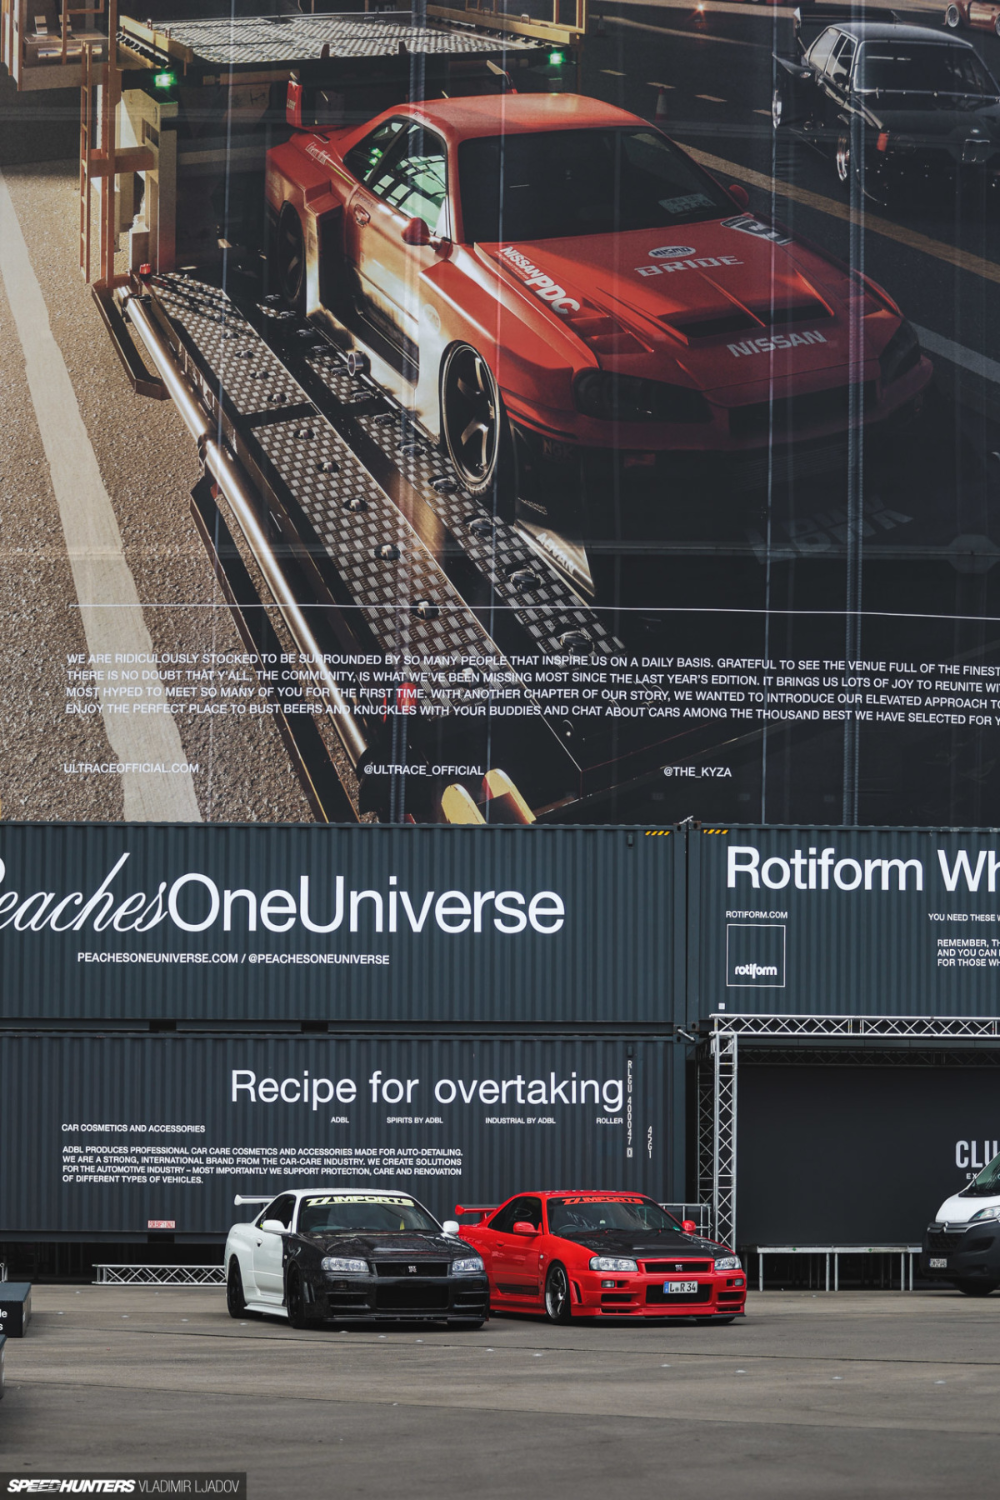 NISMO
BRIDE
NISSAN
PDC
NISSAN
ADVAN
WE ARE RIDICULOUSLY STOCKED TO BE SURROUNDED BY SO MANY PEOPLE THAT INSPIRE US ON A DAILY BASIS. GRATEFUL TO SEE THE VENUE FULL OF THE FINEST
THERE IS NO DOUBT THAT Y'ALL, THE COMMUNITY, IS WHAT WE'VE BEEN MISSING MOST SINCE THE LAST YEAR'S EDITION. IT BRINGS US LOTS OF JOY TO REUNITE
MOST HYPED TO MEET SO MANY OF YOU FOR THE FIRST TIME. WITH ANOTHER CHAPTER OF OUR STORY, WE WANTED TO INTRODUCE OUR ELEVATED APPROACH
ENJOY THE PERFECT PLACE TO BUST BEERS AND KNUCKLES WITH YOUR BUDDIES AND CHAT ABOUT CARS AMONG THE THOUSAND BEST WE HAVE SELECTED FOR
ULTRACEOFFICIAL.COM @ULTRACE_OFFICIAL @THE_KYZA
eachesOneUniverse
PEACHESONEUNIVERSE.COM / @PEACHESONEUNIVERSE
Rotiform Wh
ROTIFORM.COM
YOU NEED THESE
rotiform
REMEMBER,
AND YOU CAN
FOR THOSE
Recipe for overtaking
ADBL SPIRITS BY ADBL INDUSTRIAL BY ADBL ROLLER
CAR COSMETICS AND ACCESSORIES
ADBL PRODUCES PROFESSIONAL CAR CARE COSMETICS AND ACCESSORIES MADE FOR AUTO-DETAILING.
WE ARE A STRONG, INTERNATIONAL BRAND FROM THE CAR-CARE INDUSTRY. WE CREATE SOLUTIONS
FOR THE AUTOMOTIVE INDUSTRY – MOST IMPORTANTLY WE SUPPORT PROTECTION, CARE AND RENOVATION
OF DIFFERENT TYPES OF VEHICLES.
45G1
CLU
L R 34
SPEEDHUNTERS VLADIMIR LJADOV